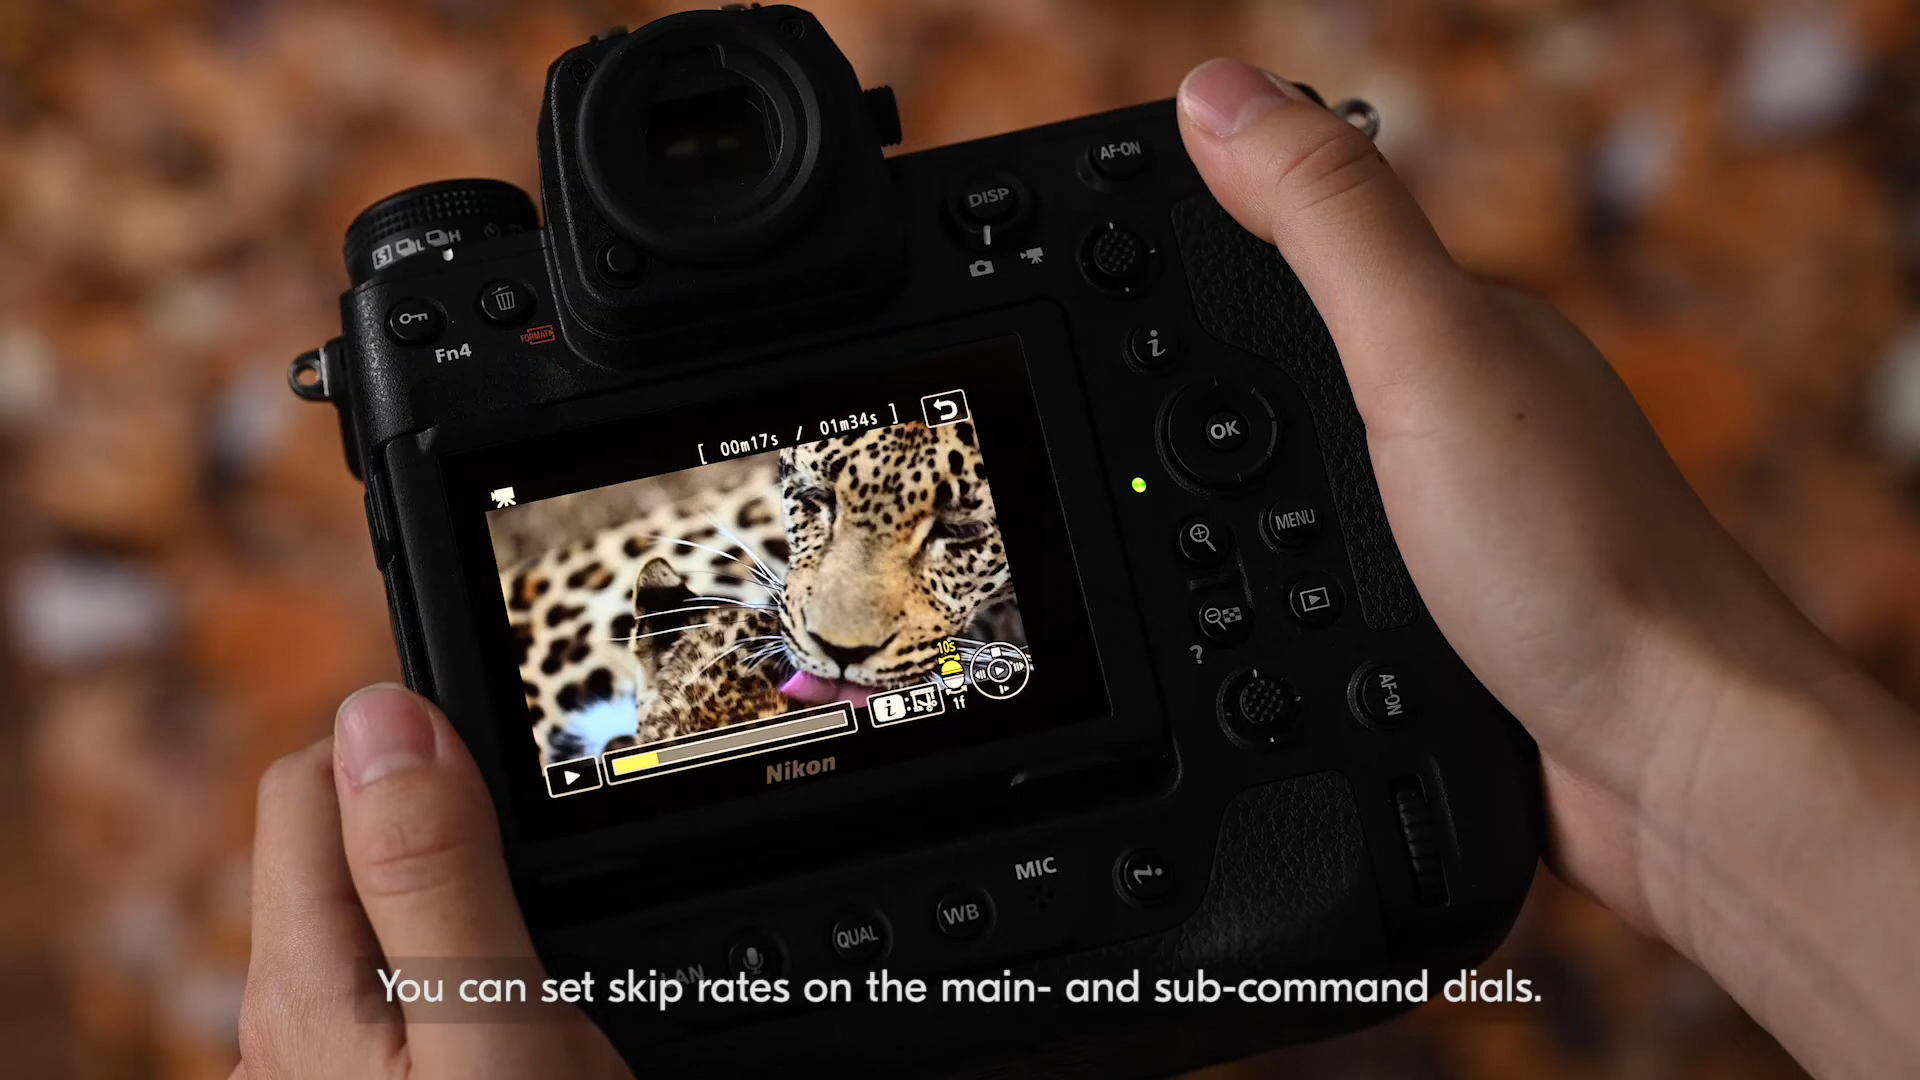 AF-ON
DISP
S L H
Fn4
FORMAT
i
[ 00m17s / 01m34s ]
OK
MENU
?
10s
i :
1f
AF-ON
Nikon
MIC
i
WB
QUAL
LAN
You can set skip rates on the main- and sub-command dials.